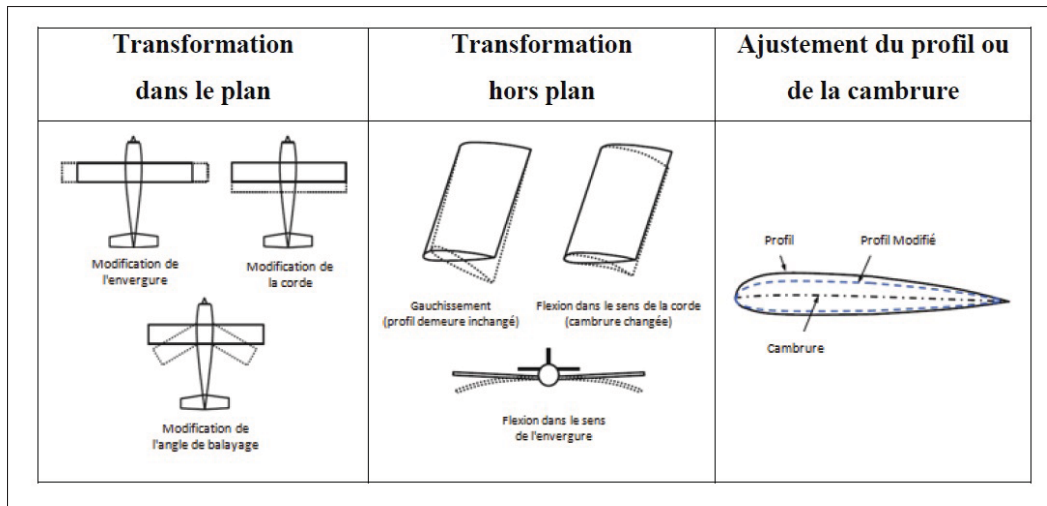 Transformation
dans le plan
Transformation
hors plan
Ajustement du profil ou
de la cambrure
Modification de
l'envergure
Modification de
la corde
Modification de
l'angle de balayage
Gauchissement
(profil demeure inchangé)
Flexion dans le sens de la corde
(cambrure changée)
Flexion dans le sens
de l'envergure
Profil
Profil Modifié
Cambrure